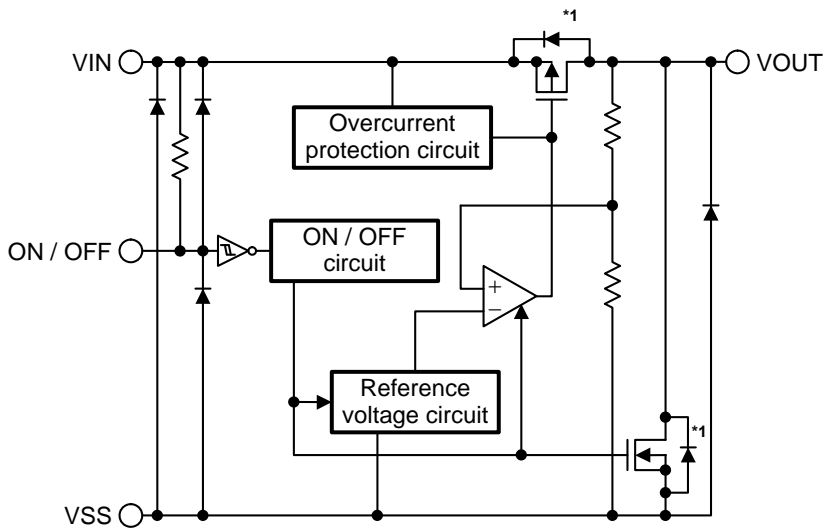 *1
VIN
VOUT
Overcurrent
protection circuit
ON / OFF
ON / OFF
circuit
+
−
Reference
voltage circuit
*1
VSS